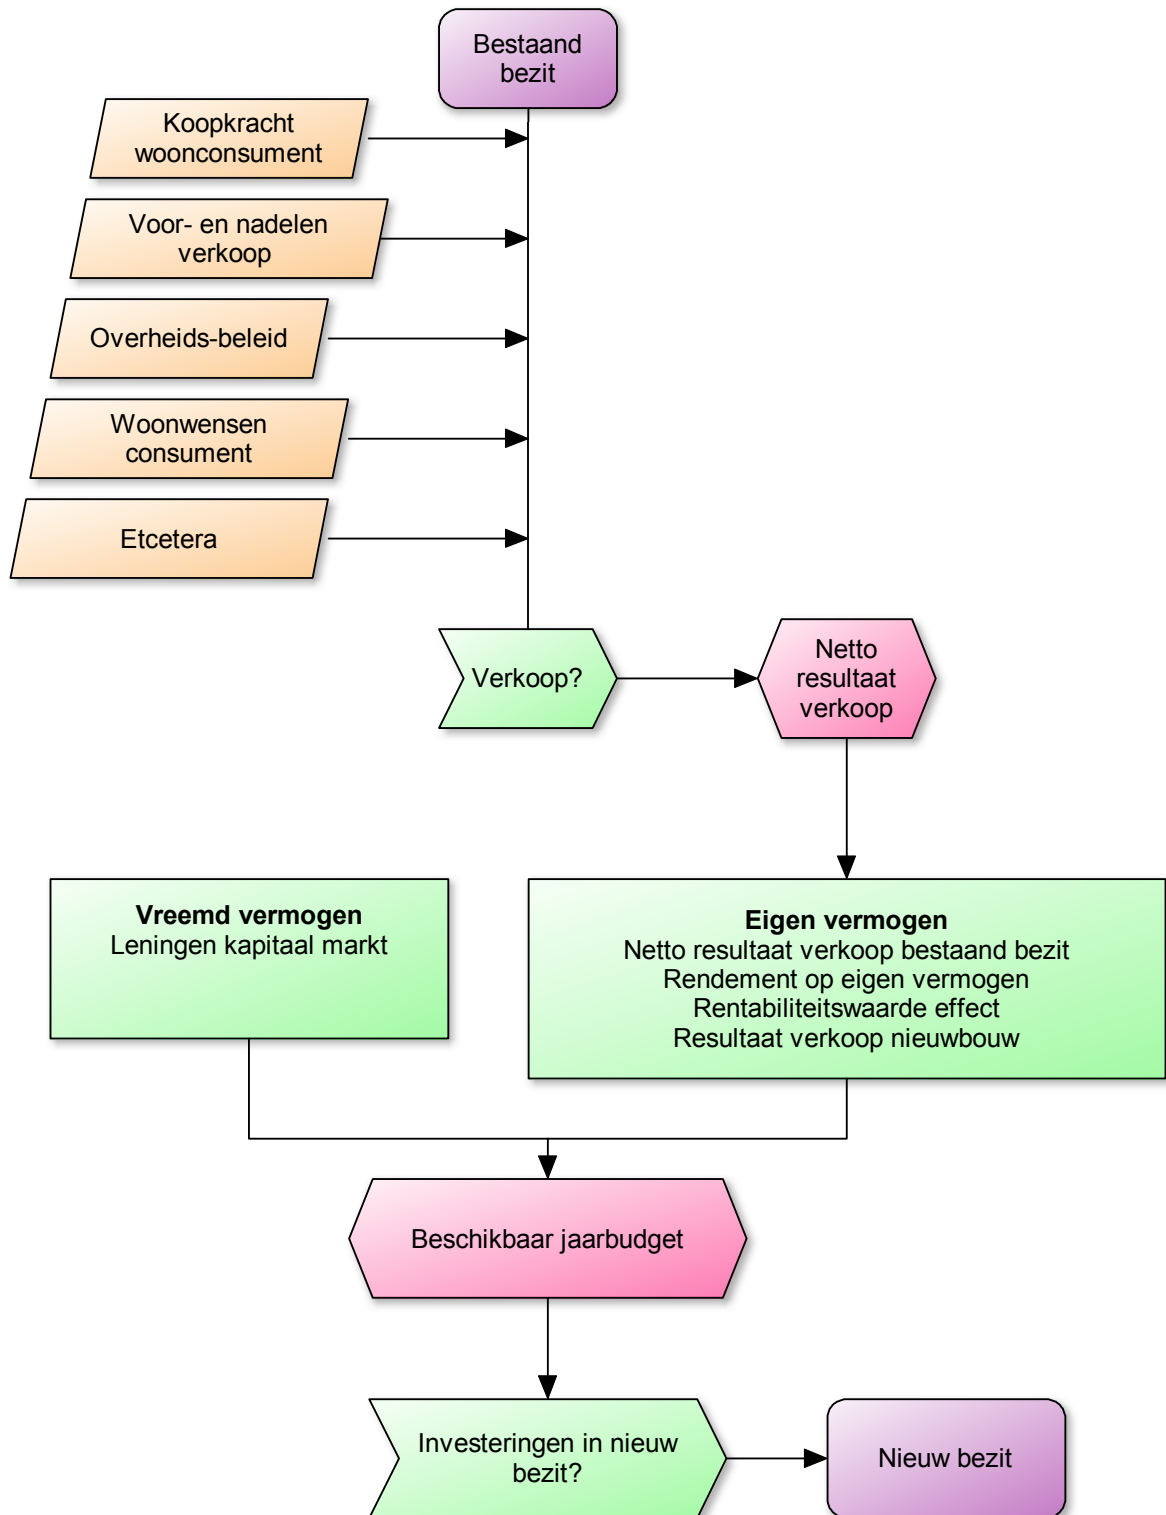 Bestaand
bezit
Koopkracht
woonconsument
Voor- en nadelen
verkoop
Overheids-beleid
Woonwensen
consument
Etcetera
Verkoop?
Netto
resultaat
verkoop
Vreemd vermogen
Leningen kapitaal markt
Eigen vermogen
Netto resultaat verkoop bestaand bezit
Rendement op eigen vermogen
Rentabiliteitswaarde effect
Resultaat verkoop nieuwbouw
Beschikbaar jaarbudget
Investeringen in nieuw
bezit?
Nieuw bezit